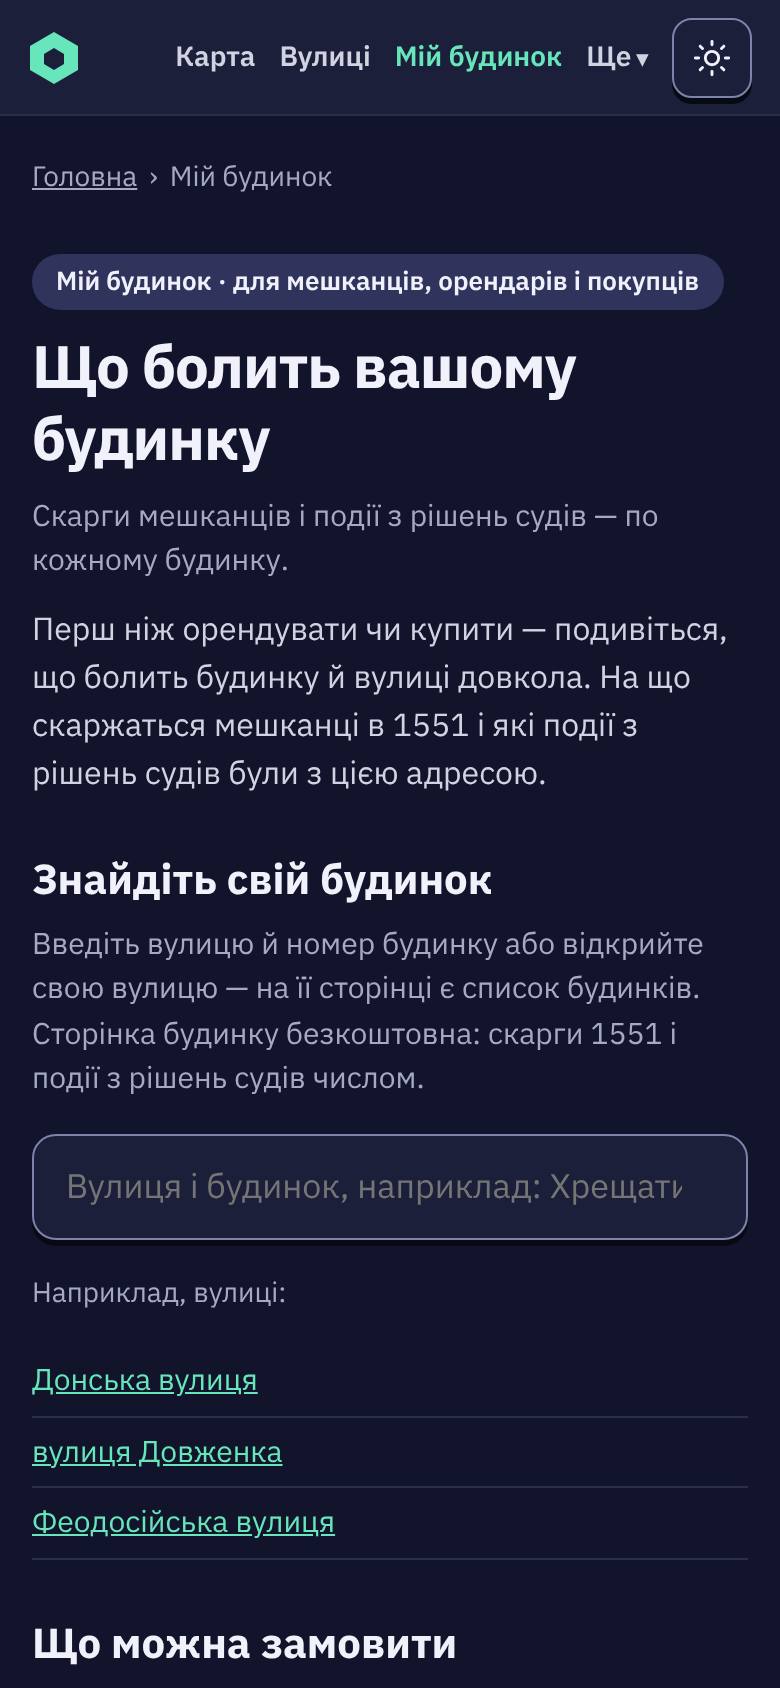 Карта Вулиці Мій будинок Ще ▾
Головна › Мій будинок
Мій будинок · для мешканців, орендарів і покупців
Що болить вашому
будинку
Скарги мешканців і події з рішень судів — по
кожному будинку.
Перш ніж орендувати чи купити — подивіться,
що болить будинку й вулиці довкола. На що
скаржаться мешканці в 1551 і які події з
рішень судів були з цією адресою.
Знайдіть свій будинок
Введіть вулицю й номер будинку або відкрийте
свою вулицю — на її сторінці є список будинків.
Сторінка будинку безкоштовна: скарги 1551 і
події з рішень судів числом.
Вулиця і будинок, наприклад: Хрещати
Наприклад, вулиці:
Донська вулиця
вулиця Довженка
Феодосійська вулиця
Що можна замовити